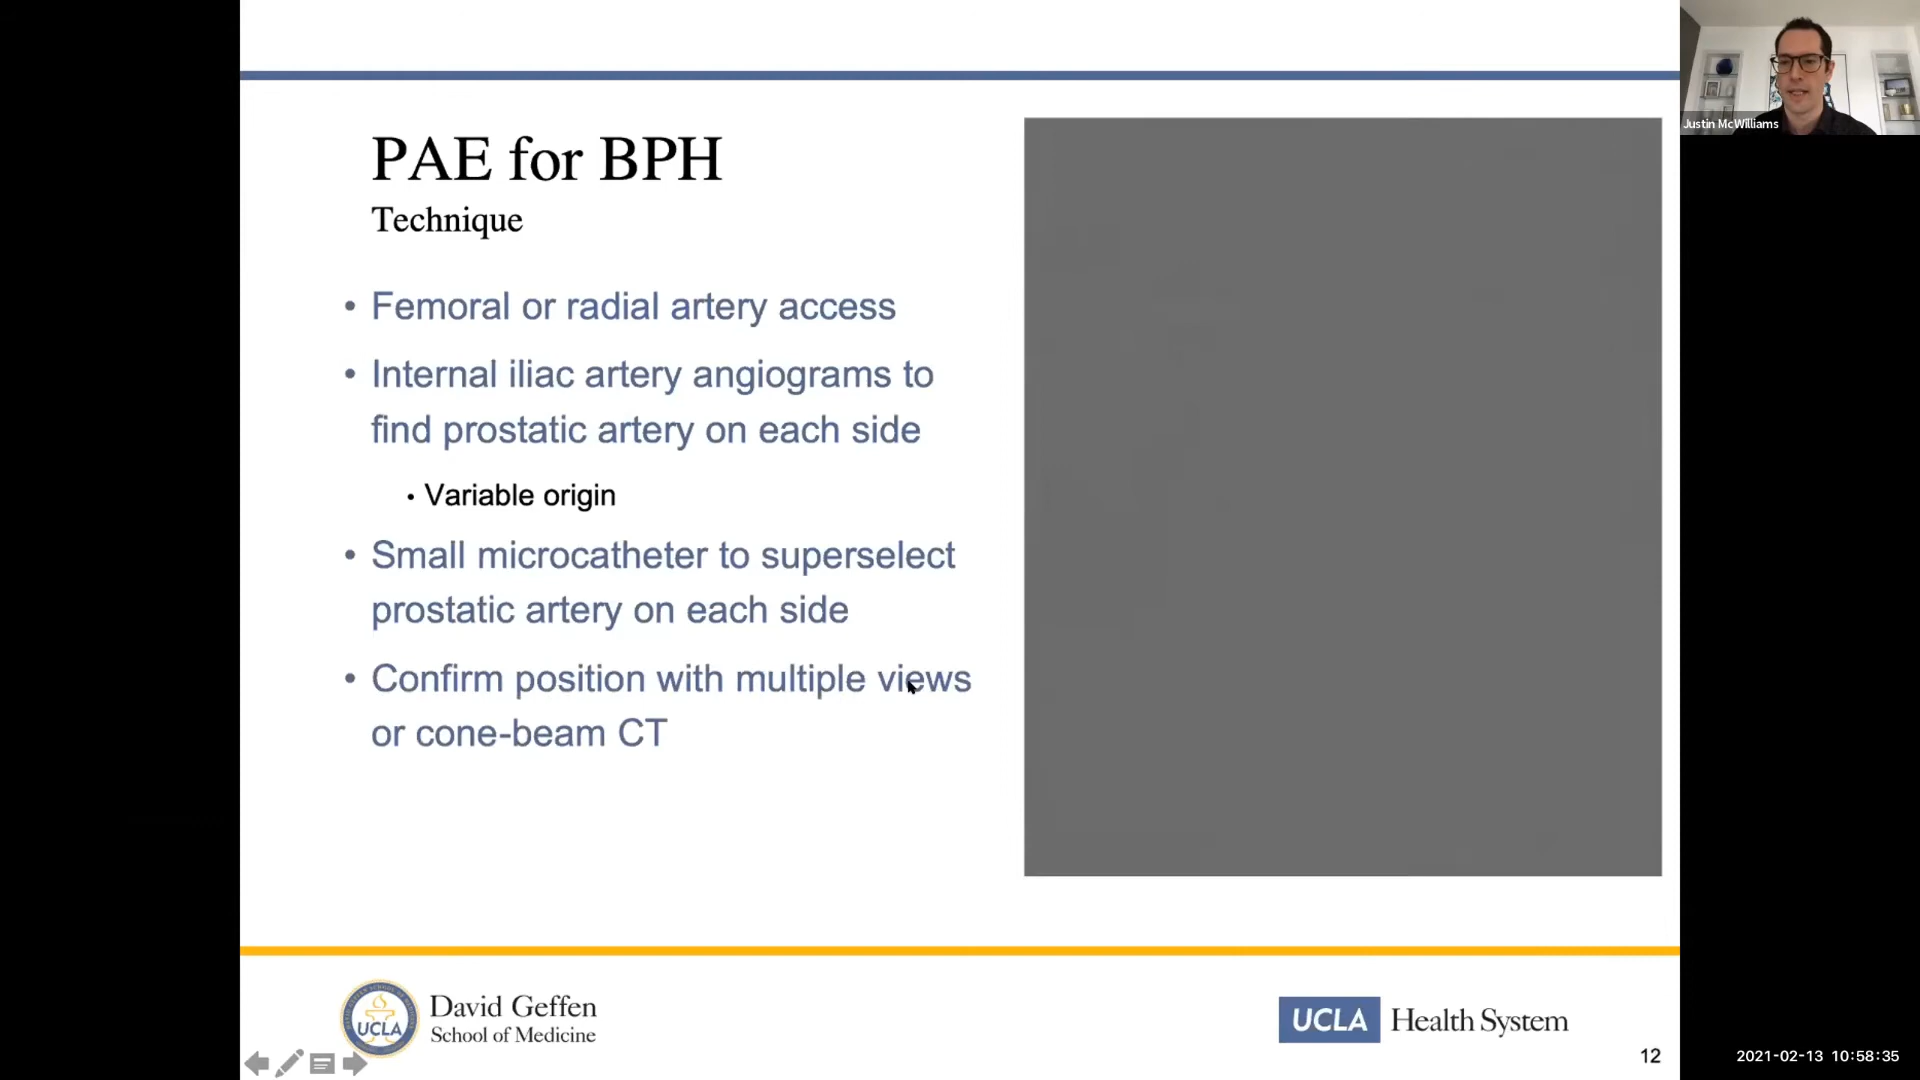 Justin McWilliams
PAE for BPH
Technique
• Femoral or radial artery access
• Internal iliac artery angiograms to
find prostatic artery on each side
• Variable origin
• Small microcatheter to superselect
prostatic artery on each side
• Confirm position with multiple views
or cone-beam CT
UCLA
David Geffen
School of Medicine
UCLA Health System
12
2021-02-13 10:58:35